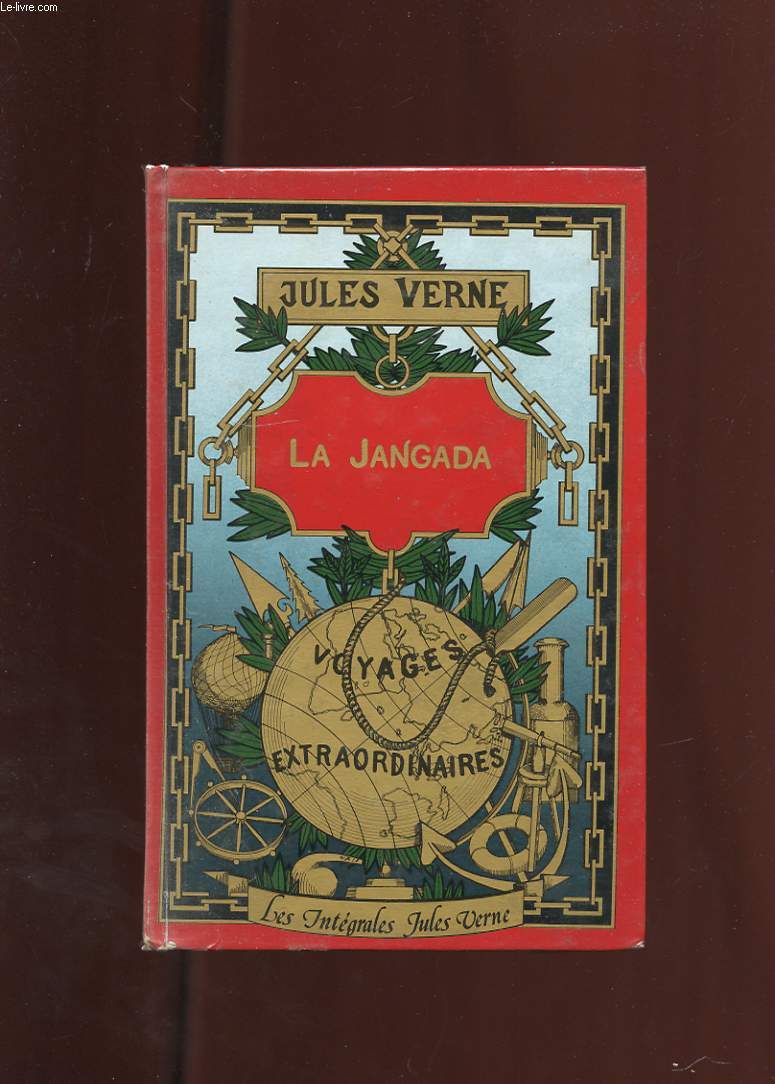 Le-livre.com
JULES VERNE
LA JANGADA
VOYAGES
EXTRAORDINAIRES
Les Intégrales Jules Verne